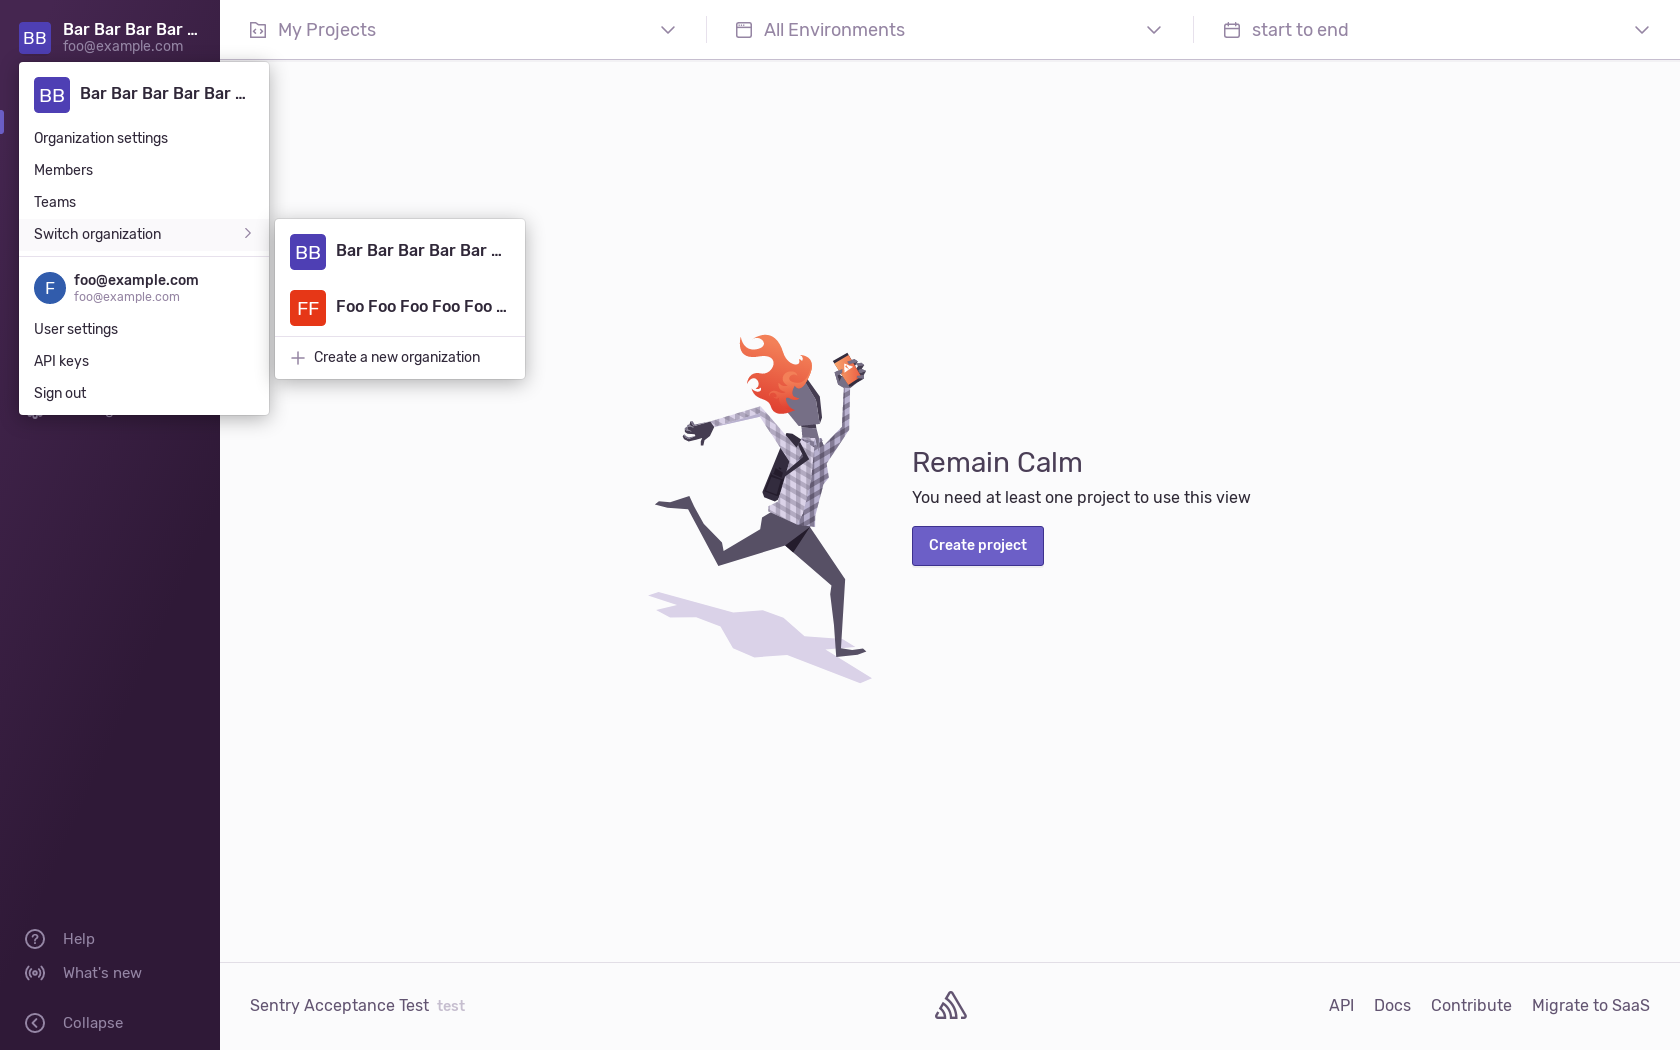 BB
Bar Bar Bar Bar ...
foo@example.com
My Projects
All Environments
start to end
BB
Bar Bar Bar Bar Bar ...
Organization settings
Members
Teams
Switch organization
F
foo@example.com
foo@example.com
User settings
API keys
Sign out
BB
Bar Bar Bar Bar Bar ...
FF
Foo Foo Foo Foo Foo ...
Create a new organization
Remain Calm
You need at least one project to use this view
Create project
Help
What's new
Collapse
Sentry Acceptance Test test
API
Docs
Contribute
Migrate to SaaS